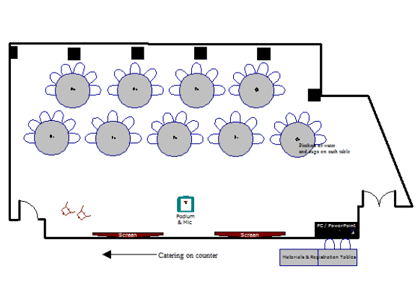 Pitchers of water
and cups on each table
Podium
& Mic
PC / PowerPoint
Screen
Screen
Catering on counter
Materials & Registration Tables